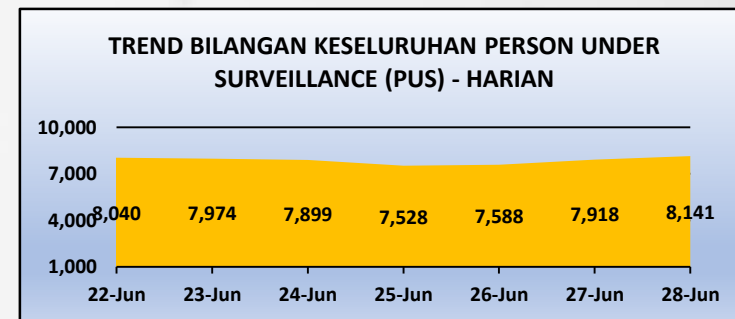 TREND BILANGAN KESELURUHAN PERSON UNDER
SURVEILLANCE (PUS) - HARIAN
10,000
7,000
4,000
1,000
8,040 7,974 7,899 7,528 7,588 7,918 8,141
22-Jun 23-Jun 24-Jun 25-Jun 26-Jun 27-Jun 28-Jun